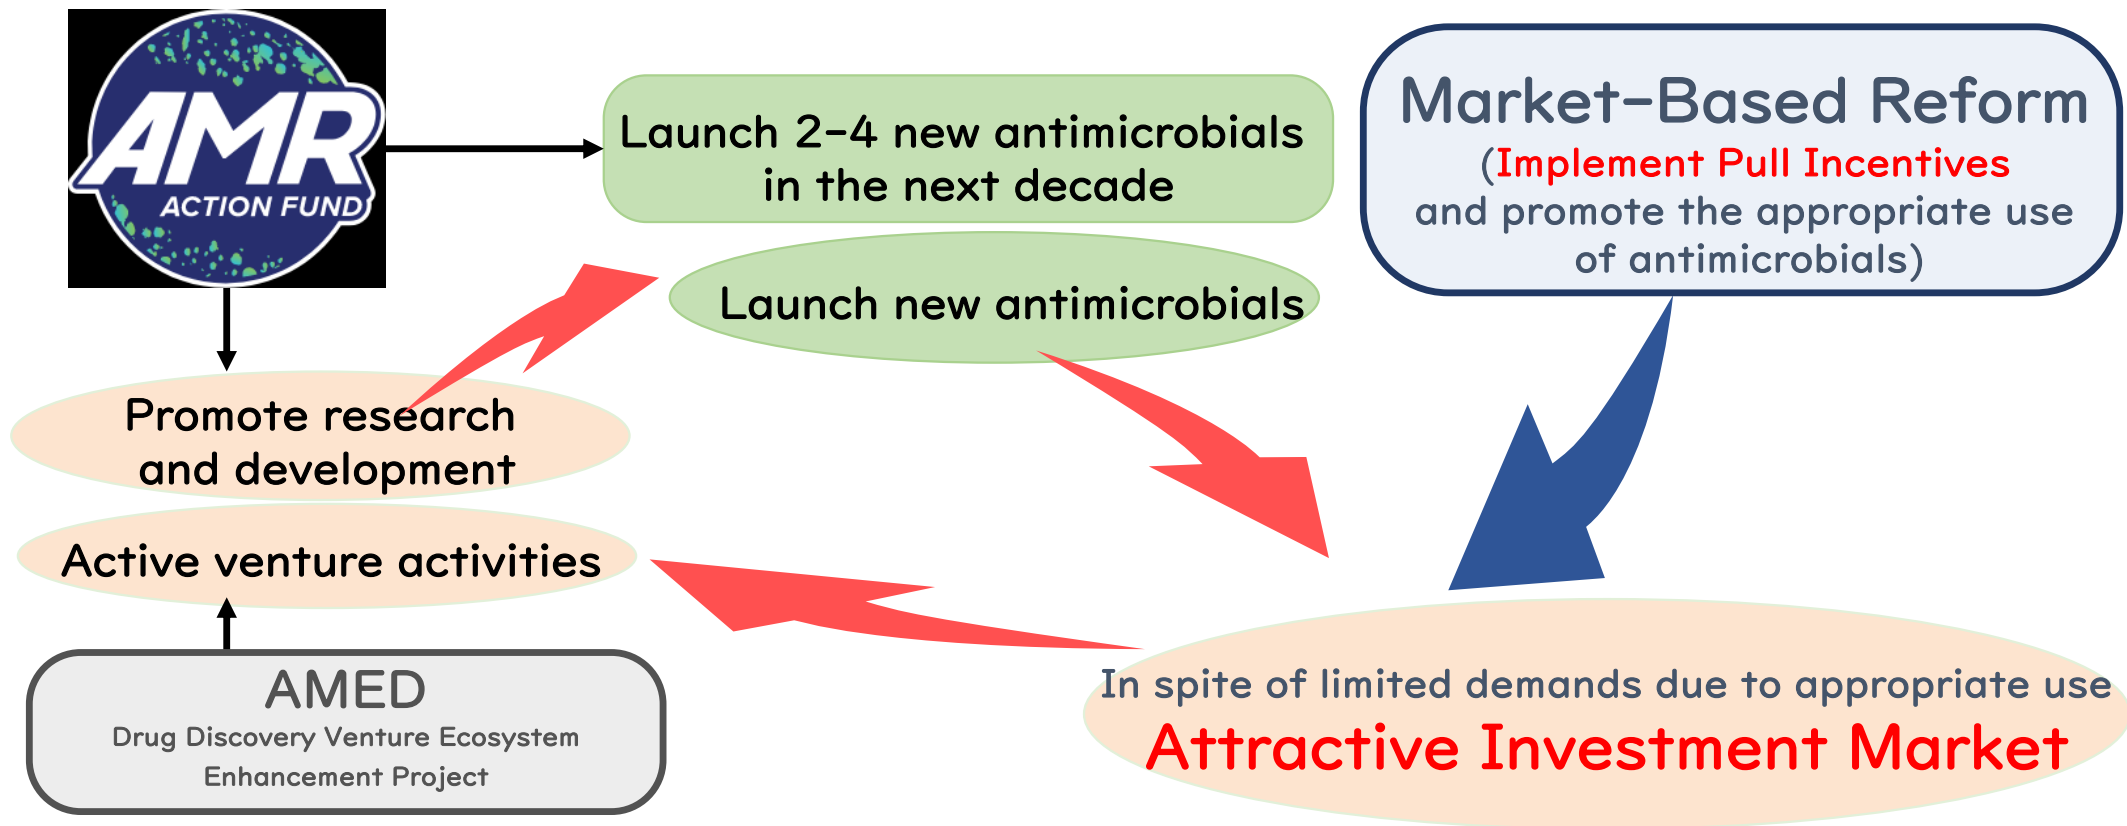 AMR
ACTION FUND
Launch 2-4 new antimicrobials
in the next decade
Launch new antimicrobials
Market-Based Reform
(Implement Pull Incentives
and promote the appropriate use
of antimicrobials)
Promote research
and development
Active venture activities
AMED
Drug Discovery Venture Ecosystem
Enhancement Project
In spite of limited demands due to appropriate use
Attractive Investment Market